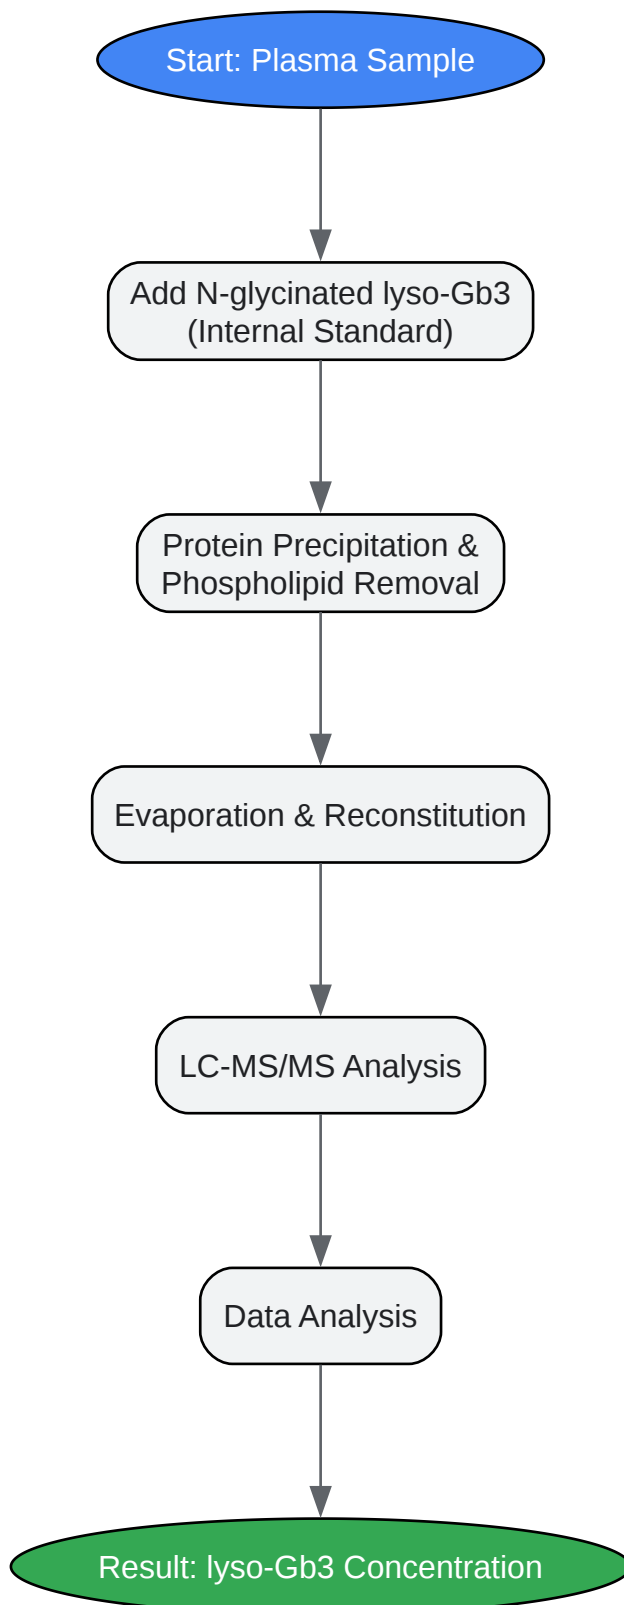 Start: Plasma Sample
Add N-glycinated lyso-Gb3
(Internal Standard)
Protein Precipitation &
Phospholipid Removal
Evaporation & Reconstitution
LC-MS/MS Analysis
Data Analysis
Result: lyso-Gb3 Concentration